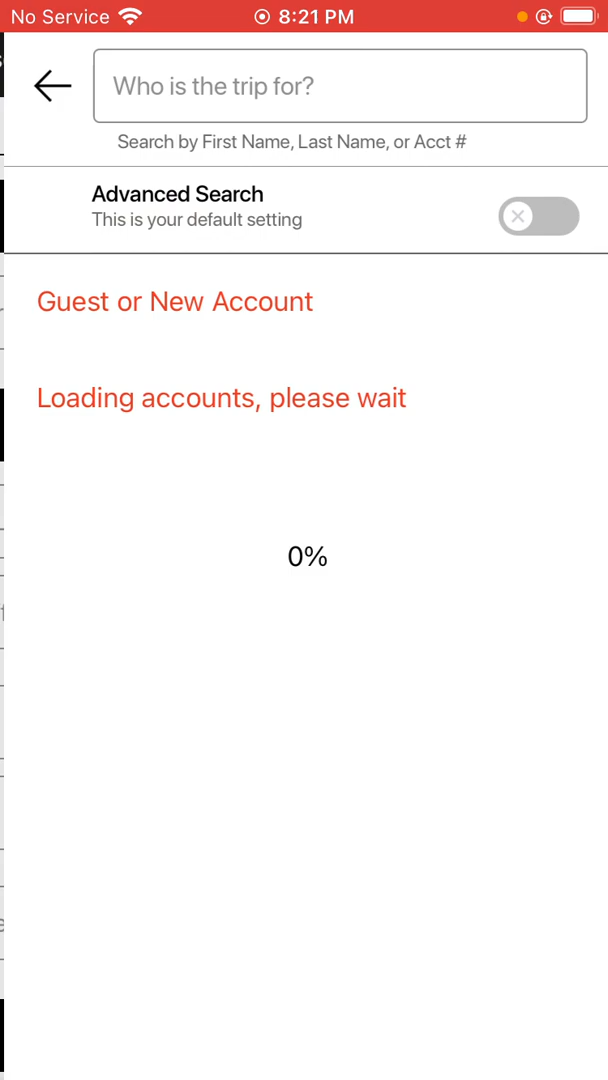 No Service 8:21 PM
Who is the trip for?
Search by First Name, Last Name, or Acct #
Advanced Search
This is your default setting
Guest or New Account
Loading accounts, please wait
0%